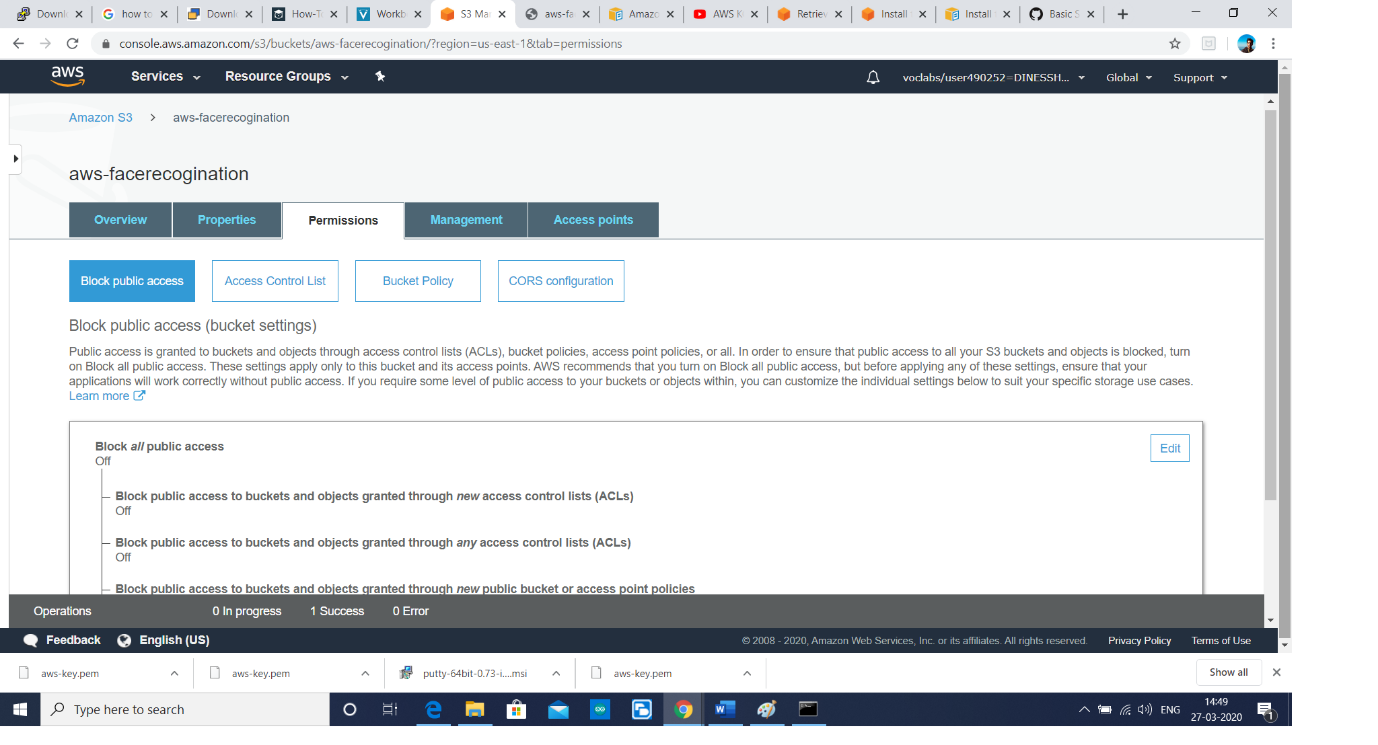 Downl
how to
Downl
How-T
Workb
S3 Ma
aws-fa
Amazo
AWS K
Retrie
Install
Install
Basic S
console.aws.amazon.com/s3/buckets/aws-facerecogination/?region=us-east-1&tab=permissions
aws
Services
Resource Groups
voclabs/user490252=DINESSH...
Global
Support
Amazon S3 > aws-facerecogination
aws-facerecogination
Overview
Properties
Permissions
Management
Access points
Block public access
Access Control List
Bucket Policy
CORS configuration
Block public access (bucket settings)
Public access is granted to buckets and objects through access control lists (ACLs), bucket policies, access point policies, or all. In order to ensure that public access to all your S3 buckets and objects is blocked, turn
on Block all public access. These settings apply only to this bucket and its access points. AWS recommends that you turn on Block all public access, but before applying any of these settings, ensure that your
applications will work correctly without public access. If you require some level of public access to your buckets or objects within, you can customize the individual settings below to suit your specific storage use cases.
Learn more
Block all public access
Edit
Off
Block public access to buckets and objects granted through new access control lists (ACLs)
Off
Block public access to buckets and objects granted through any access control lists (ACLs)
Off
Block public access to buckets and objects granted through new public bucket or access point policies
Operations
0 In progress
1 Success
0 Error
Feedback
English (US)
© 2008 - 2020, Amazon Web Services, Inc. or its affiliates. All rights reserved.
Privacy Policy
Terms of Use
aws-key.pem
aws-key.pem
putty-64bit-0.73-i....msi
aws-key.pem
Show all
Type here to search
ENG
14:49
27-03-2020
1